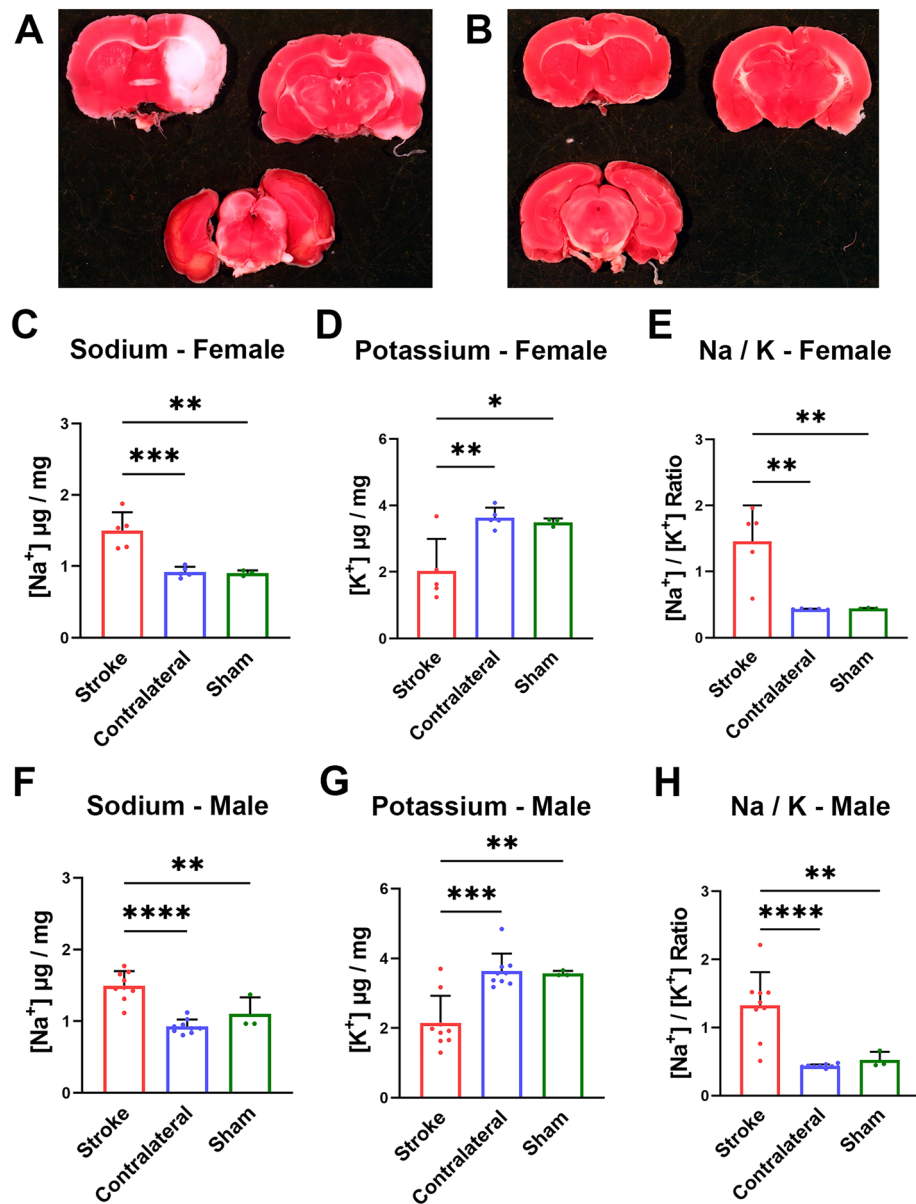 A
B
C
Sodium - Female
[Na+] µg / mg
3
2
1
0
**
***
Stroke
Contralateral
Sham
D
Potassium - Female
[K+] µg / mg
6
4
2
0
*
**
Stroke
Contralateral
Sham
E
Na / K - Female
[Na+] / [K+] Ratio
3
2
1
0
**
**
Stroke
Contralateral
Sham
F
Sodium - Male
[Na+] µg / mg
3
2
1
0
**
****
Stroke
Contralateral
Sham
G
Potassium - Male
[K+] µg / mg
6
4
2
0
**
***
Stroke
Contralateral
Sham
H
Na / K - Male
[Na+] / [K+] Ratio
3
2
1
0
**
****
Stroke
Contralateral
Sham